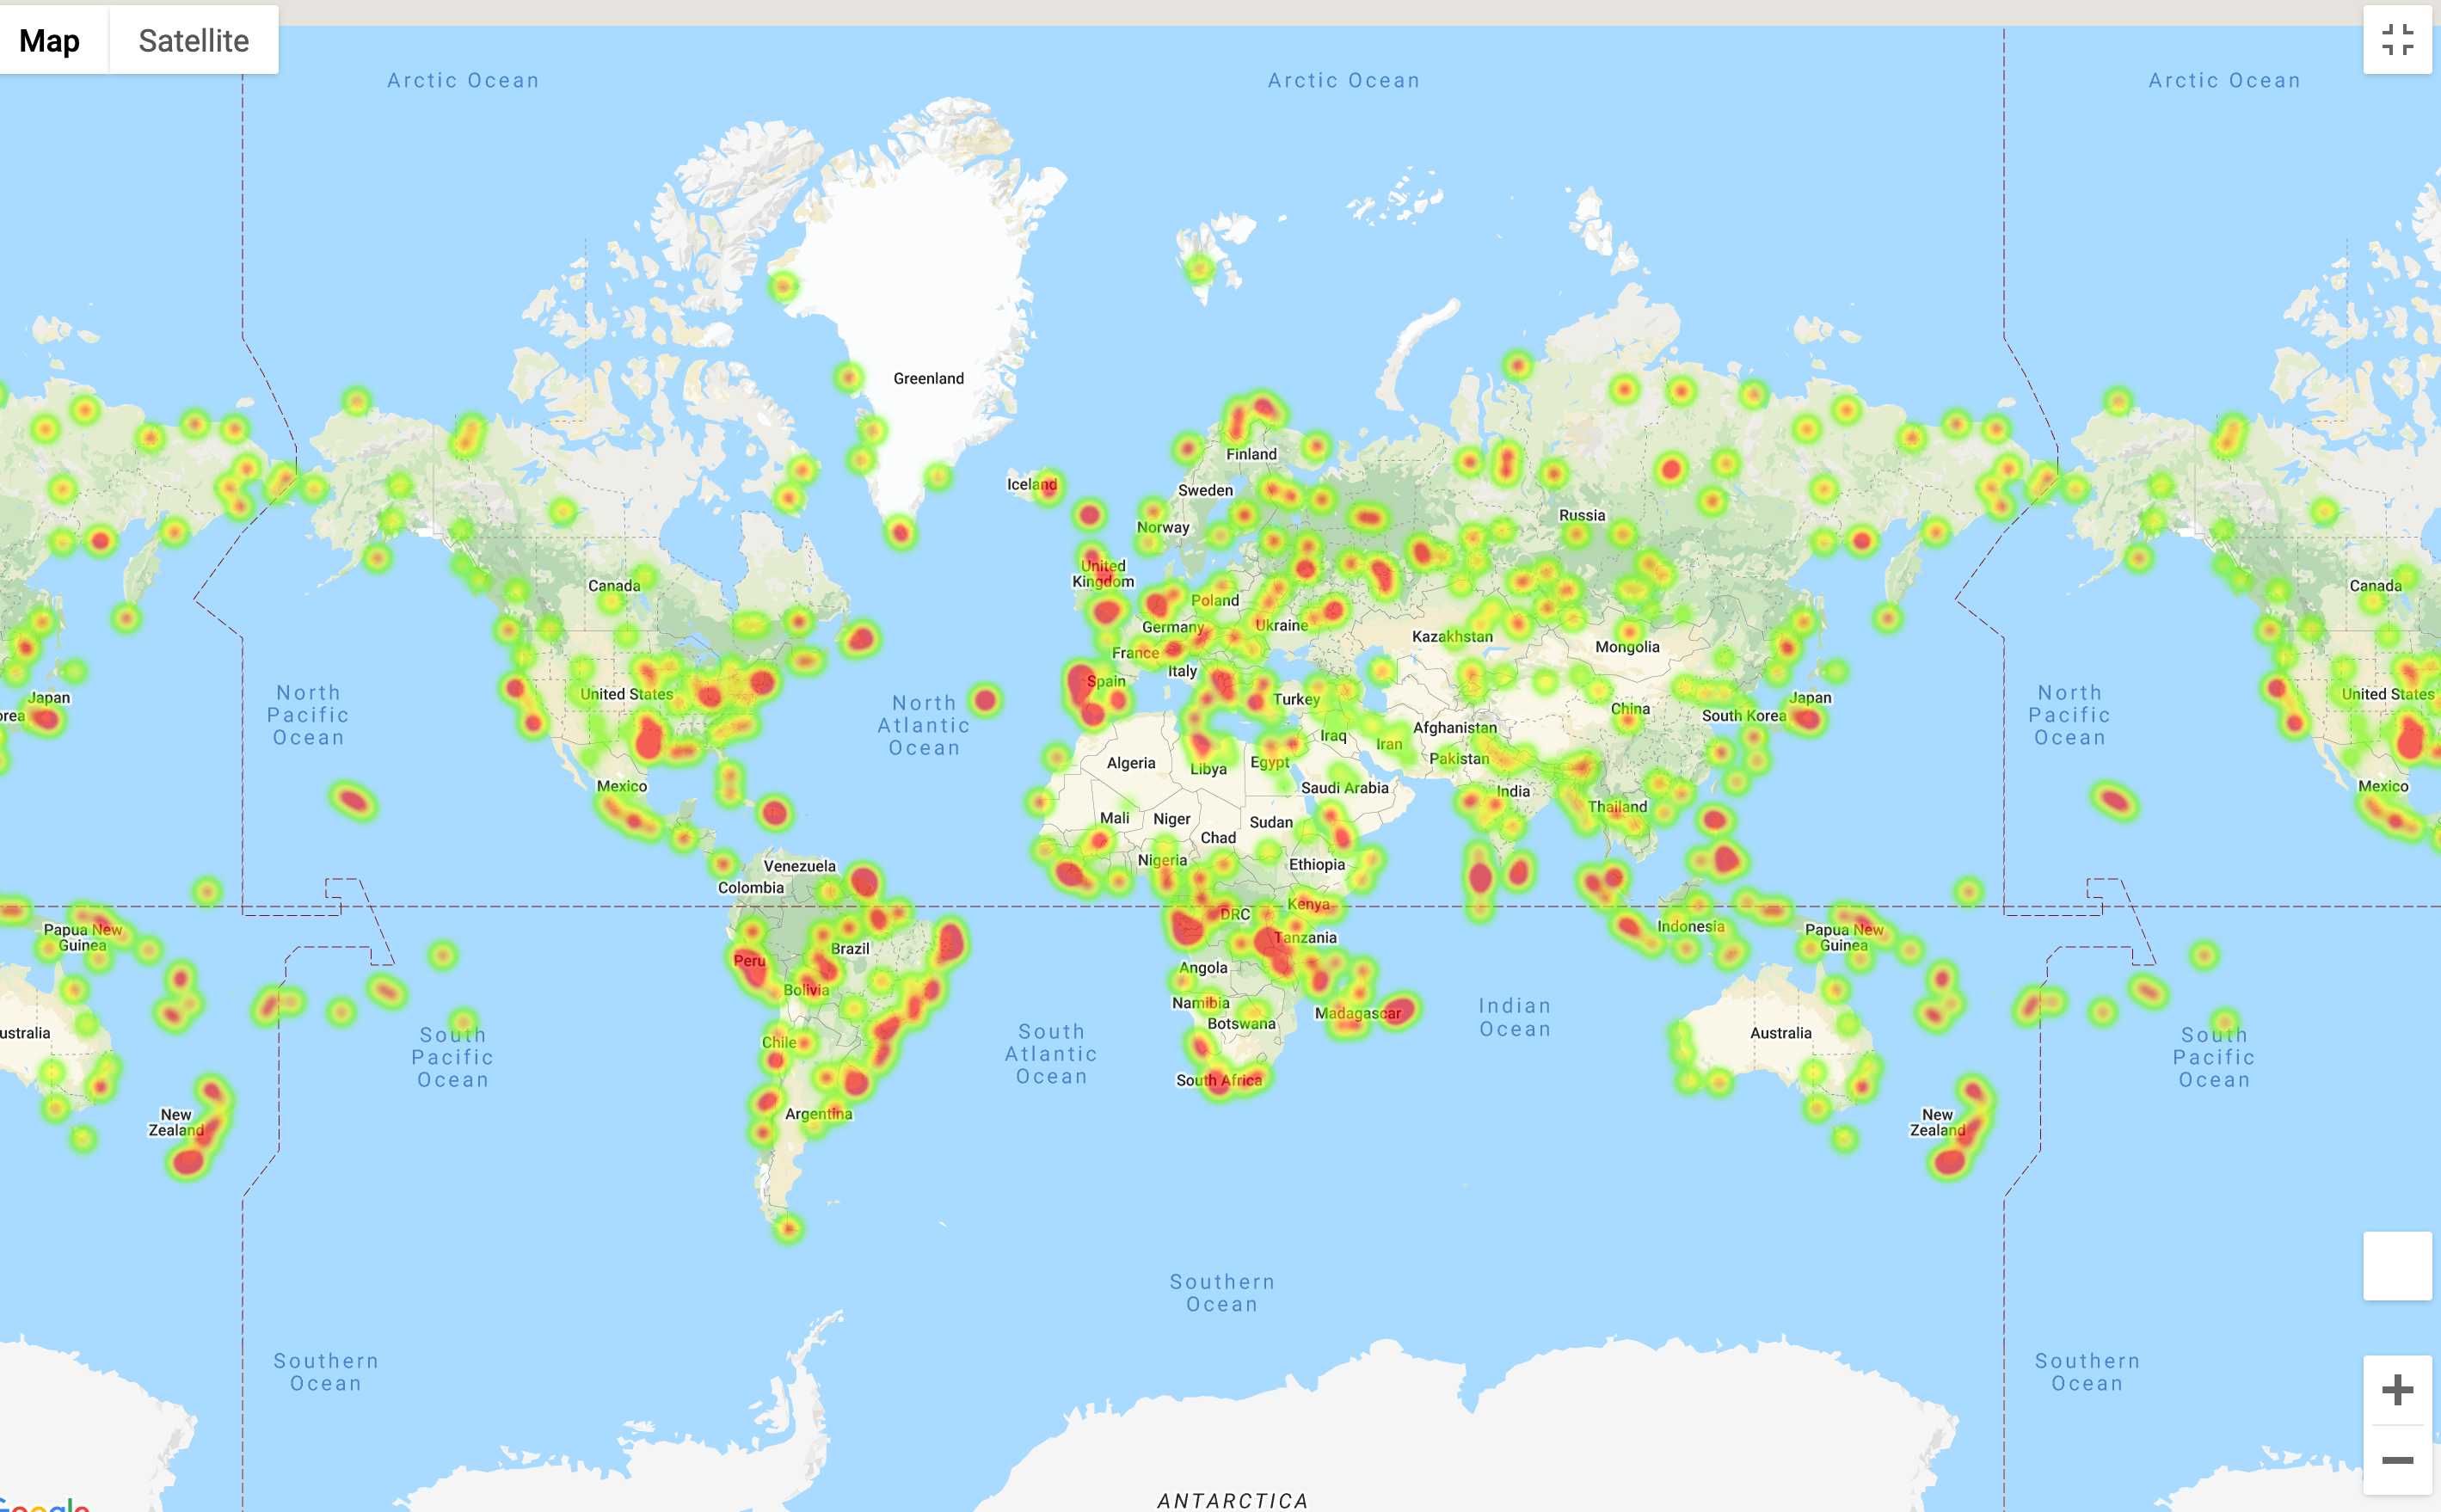 Map Satellite
Arctic Ocean Arctic Ocean Arctic Ocean
Greenland
Finland
Iceland
Sweden
Russia
Norway
United
Kingdom
Canada
Canada
Poland
Ukraine
Germany
Kazakhstan
Mongolia
France
Italy
Spain
United States
United States
Turkey
Japan
Japan
China
South Korea
rea
North
Pacific
Ocean
North
Atlantic
Ocean
North
Pacific
Ocean
Afghanistan
Iraq
Iran
Pakistan
Algeria
Libya
Egypt
Saudi Arabia
Mexico
Mexico
India
Thailand
Mali
Niger
Sudan
Chad
Nigeria
Ethiopia
Venezuela
Colombia
Kenya
DRC
Papua New
Guinea
Indonesia
Papua New
Guinea
Tanzania
Brazil
Peru
Angola
Bolivia
Namibia
Madagascar
Botswana
Indian
Ocean
ustralia
Australia
Chile
South
Pacific
Ocean
South
Atlantic
Ocean
South
Pacific
Ocean
South Africa
Argentina
New
Zealand
New
Zealand
Southern
Ocean
Southern
Ocean
Southern
Ocean
ANTARCTICA
Google